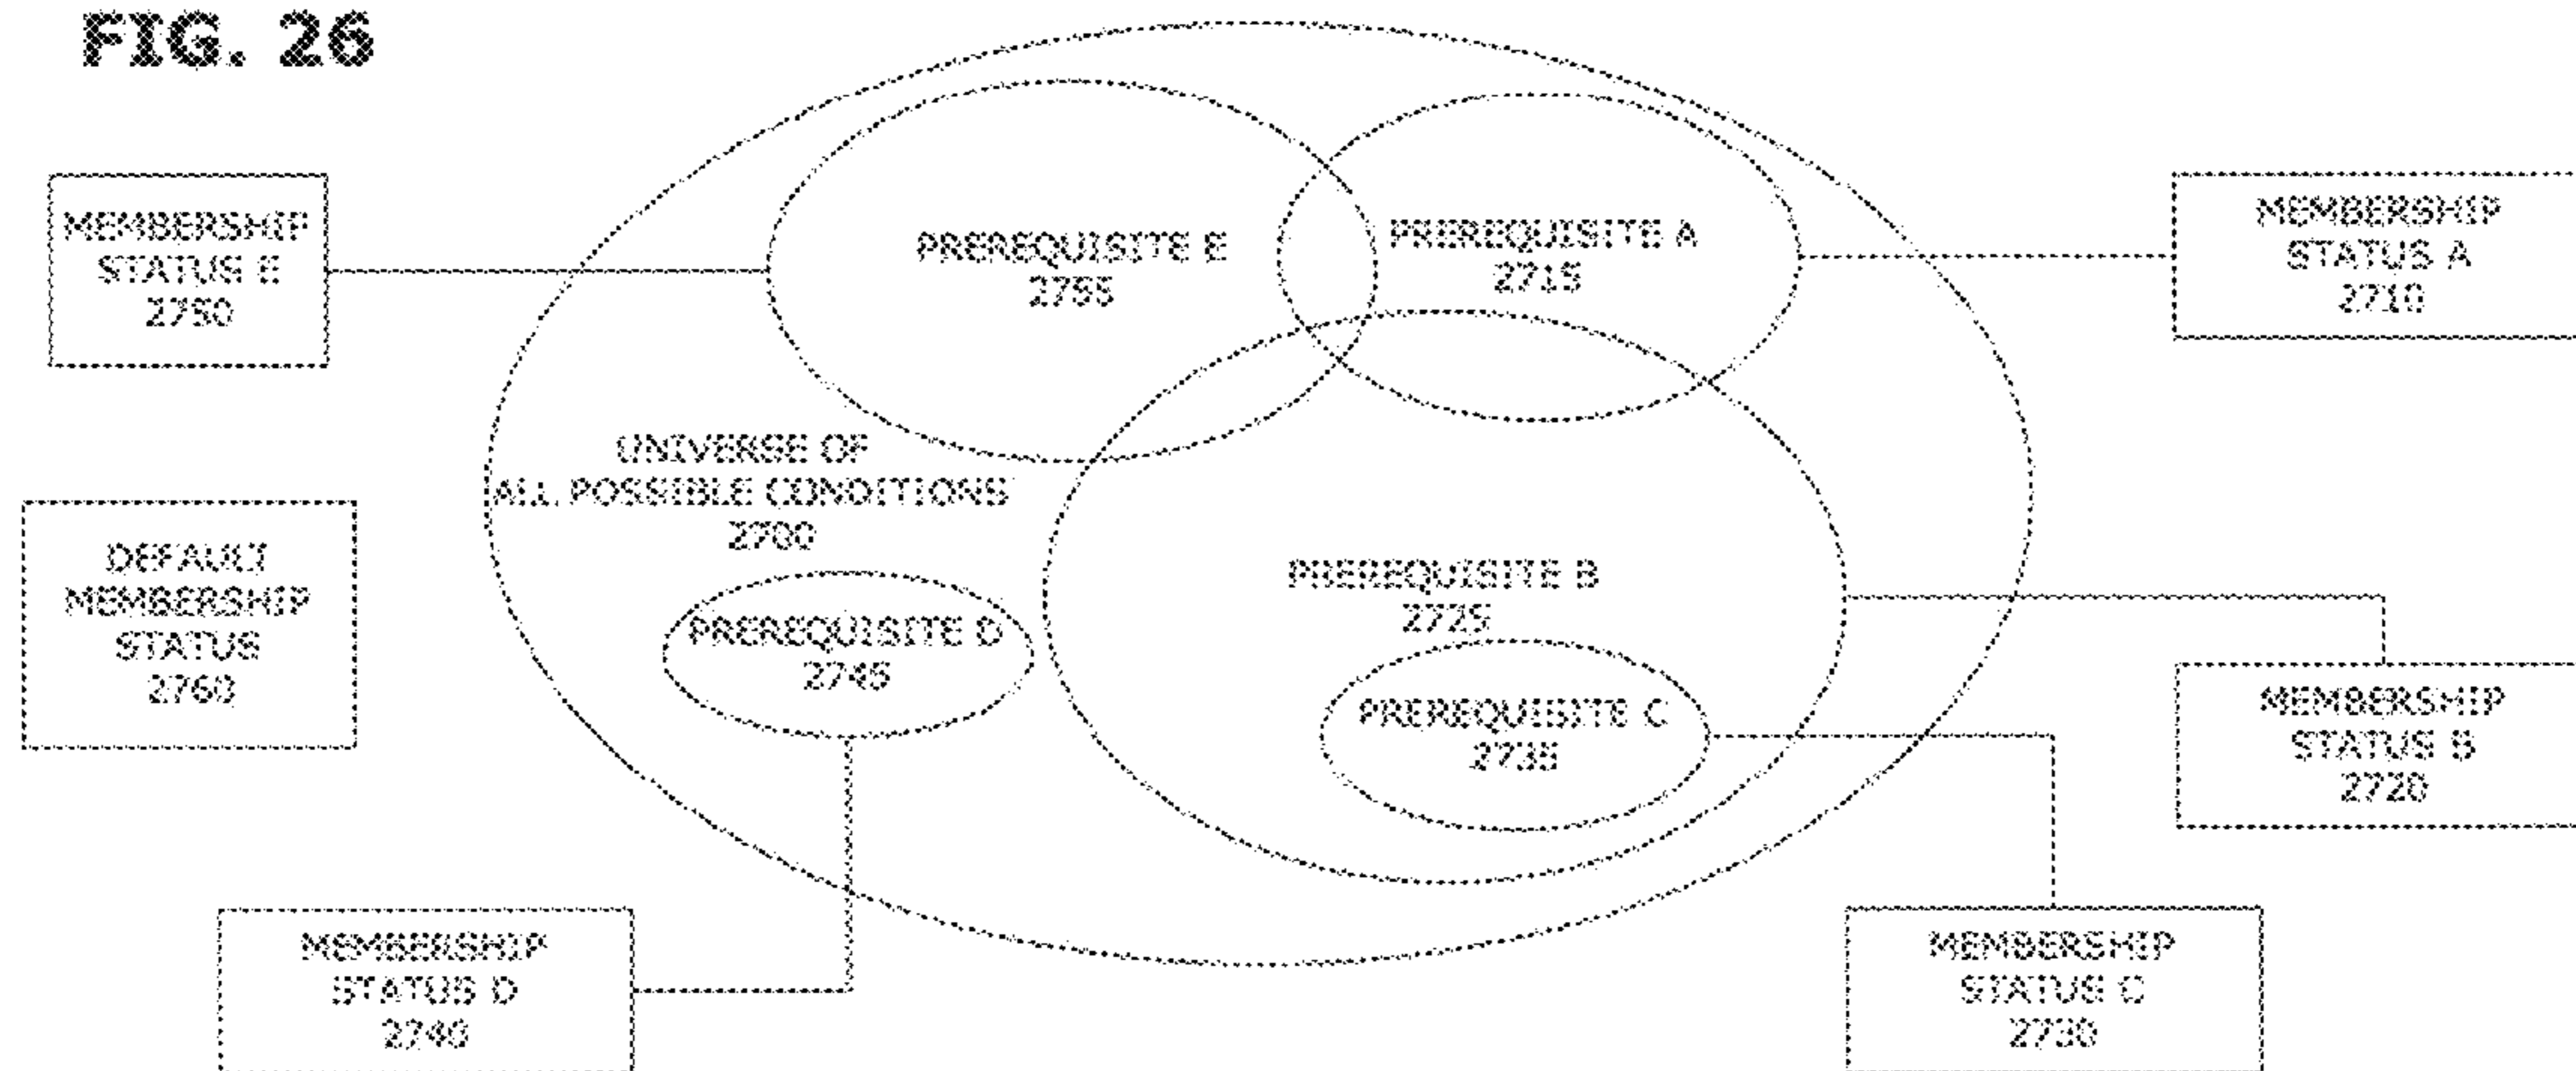 FIG. 26
MEMBERSHIP
STATUS E
2750
PREREQUISITE E
2755
PREREQUISITE A
2715
MEMBERSHIP
STATUS A
2710
UNIVERSE OF
ALL POSSIBLE CONDITIONS
2700
DEFAULT
MEMBERSHIP
STATUS
2760
PREREQUISITE D
2745
PREREQUISITE B
2725
PREREQUISITE C
2735
MEMBERSHIP
STATUS B
2720
MEMBERSHIP
STATUS D
2740
MEMBERSHIP
STATUS C
2730